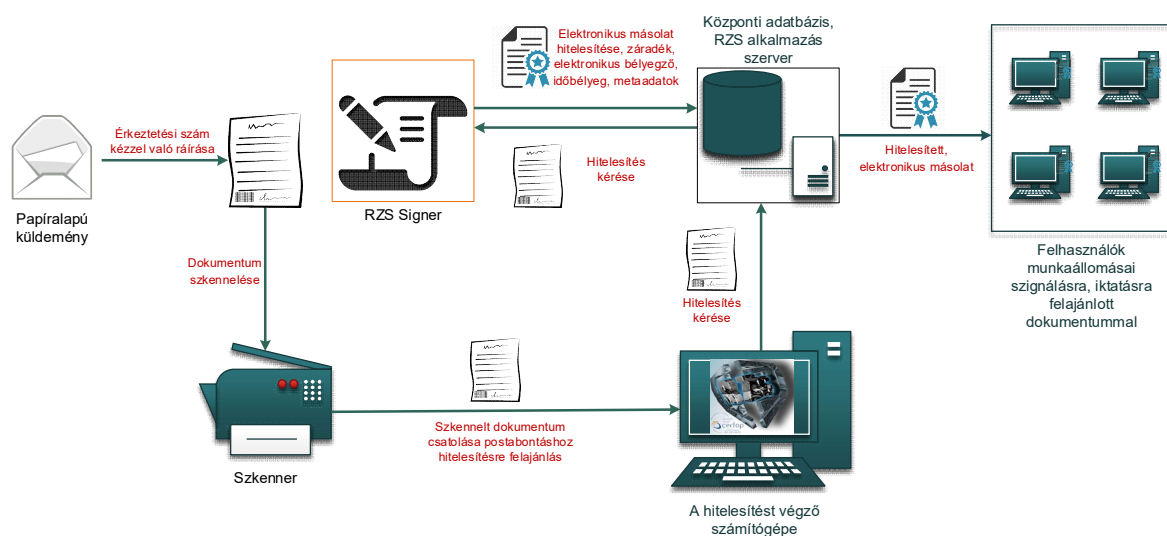 Papíralapú
küldemény
Érkeztetési szám
kézzel való ráírása
Dokumentum
szkennelése
Szkenner
Szkennelt dokumentum
csatolása postabontáshoz
hitelesítésre felajánlás
A hitelesítést végző
számítógépe
cerTop
Hitelesítés
kérése
RZS Signer
Elektronikus másolat
hitelesítése, záradék,
elektronikus bélyegző,
időbélyeg, metaadatok
Hitelesítés
kérése
Központi adatbázis,
RZS alkalmazás
szerver
Hitelesített,
elektronikus másolat
Felhasználók
munkaállomásai
szignálásra, iktatásra
felajánlott
dokumentummal